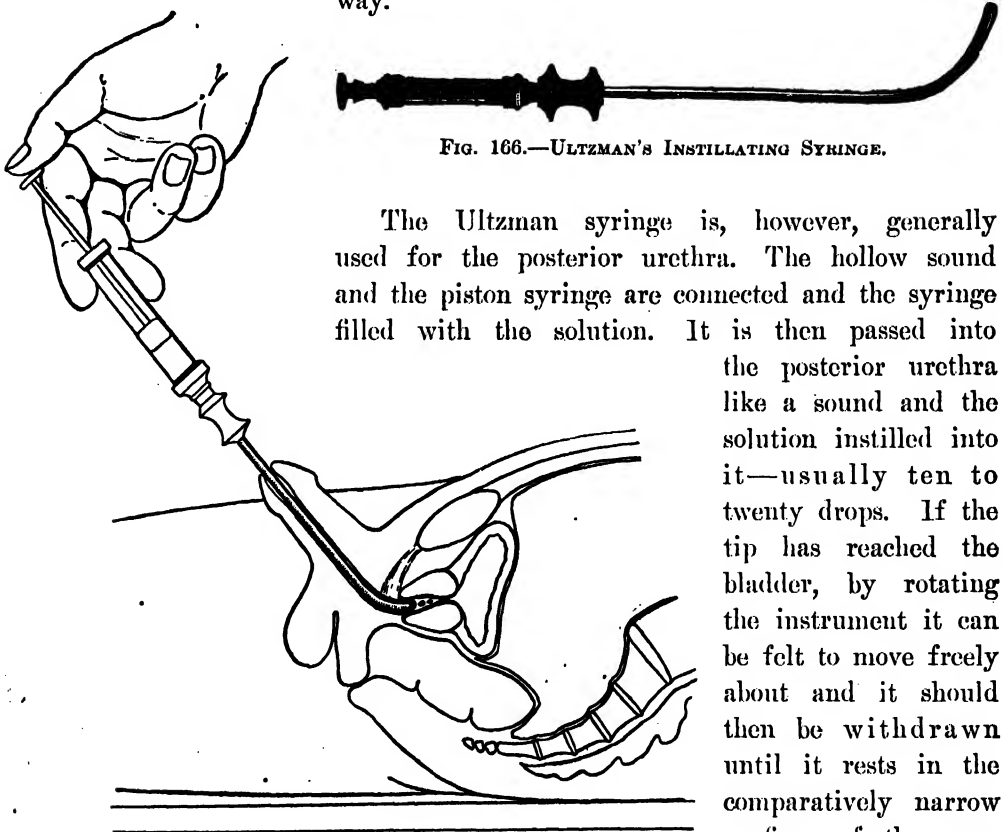 way.
FIG. 166.—ULTZMAN'S INSTILLATING SYRINGE.
The Ultzman syringe is, however, generally
used for the posterior urethra. The hollow sound
and the piston syringe are connected and the syringe
filled with the solution. It is then passed into
the posterior urethra
like a sound and the
solution instilled into
it—usually ten to
twenty drops. If the
tip has reached the
bladder, by rotating
the instrument it can
be felt to move freely
about and it should
then be withdrawn
until it rests in the
comparatively narrow